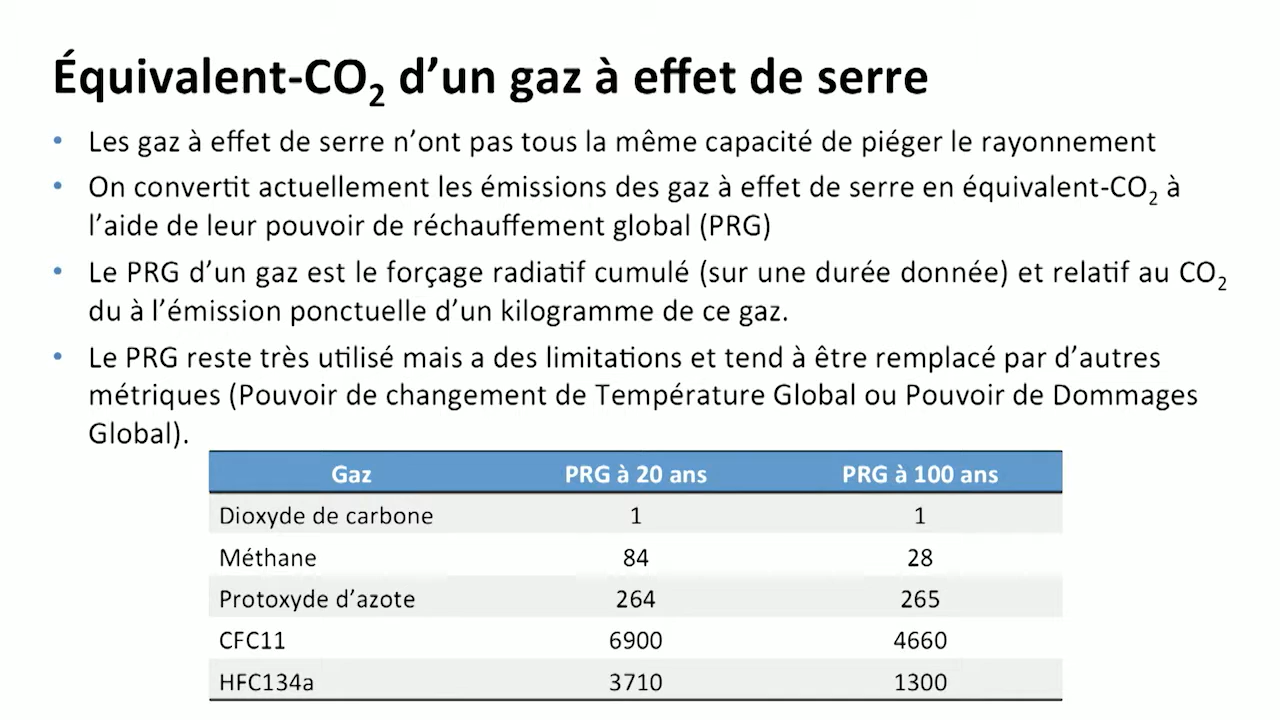 Équivalent-CO₂ d’un gaz à effet de serre
• Les gaz à effet de serre n’ont pas tous la même capacité de piéger le rayonnement
• On convertit actuellement les émissions des gaz à effet de serre en équivalent-CO₂ à
l’aide de leur pouvoir de réchauffement global (PRG)
• Le PRG d’un gaz est le forçage radiatif cumulé (sur une durée donnée) et relatif au CO₂
du à l’émission ponctuelle d’un kilogramme de ce gaz.
• Le PRG reste très utilisé mais a des limitations et tend à être remplacé par d’autres
métriques (Pouvoir de changement de Température Global ou Pouvoir de Dommages
Global).
Gaz PRG à 20 ans PRG à 100 ans
Dioxyde de carbone 1 1
Méthane 84 28
Protoxyde d’azote 264 265
CFC11 6900 4660
HFC134a 3710 1300